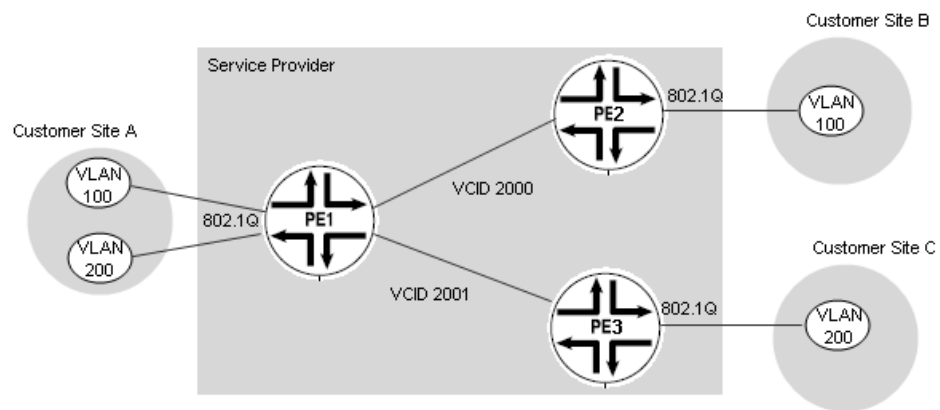 Customer Site B
Service Provider
802.1Q
VLAN
100
PE2
Customer Site A
VLAN
100
VCID 2000
802.1Q
PE1
VLAN
200
Customer Site C
VCID 2001
802.1Q
VLAN
200
PE3